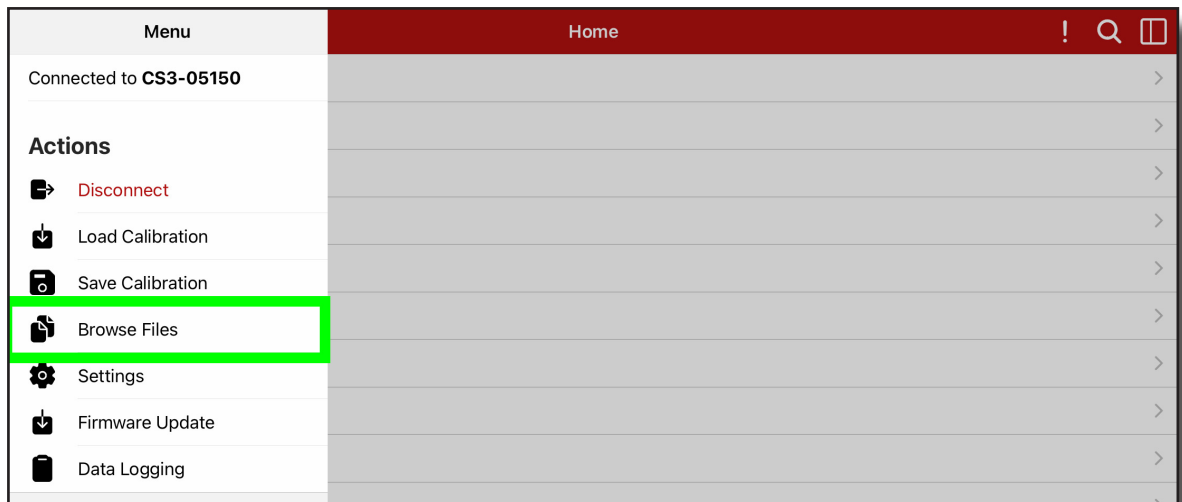 Menu
Home
!
Connected to CS3-05150
Actions
Disconnect
Load Calibration
Save Calibration
Browse Files
Settings
Firmware Update
Data Logging